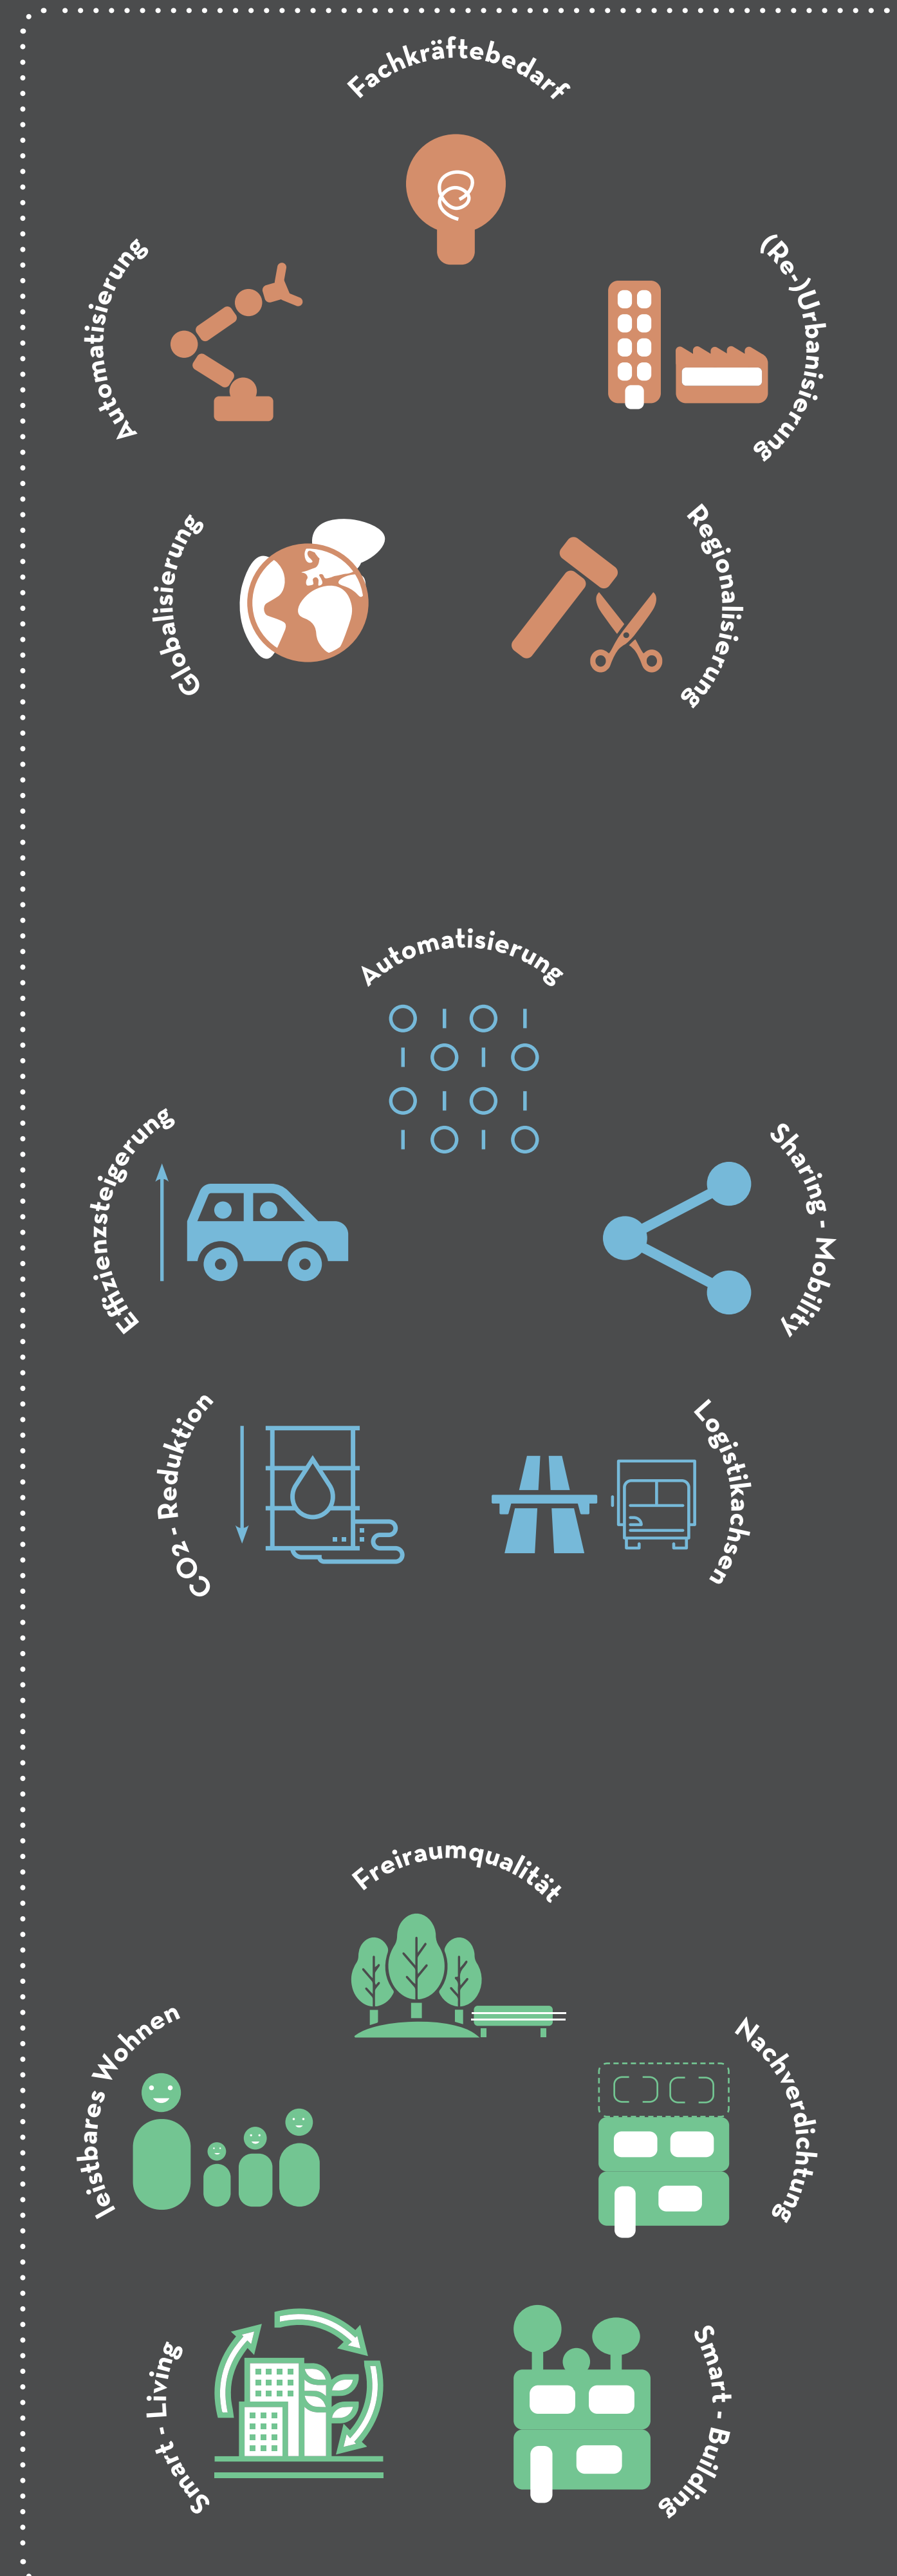 Fachkräftebedarf
Automatisierung
(Re-)Urbanisierung
Globalisierung
Regionalisierung
Automatisierung
Effizienzsteigerung
Sharing - Mobility
CO2 - Reduktion
Logistikachsen
Freiraumqualität
leistbares Wohnen
Nachverdichtung
Smart - Living
Smart - Building